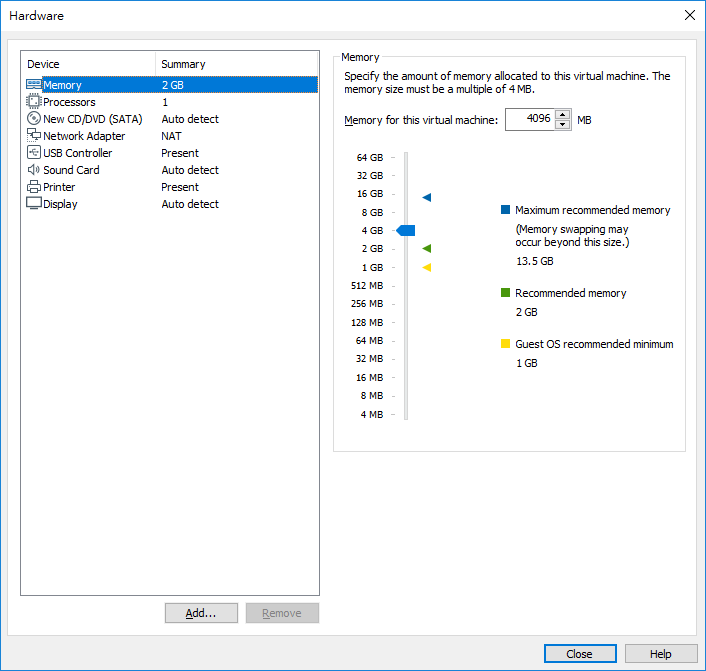 Hardware
Device Summary
Memory 2 GB
Processors 1
New CD/DVD (SATA) Auto detect
Network Adapter NAT
USB Controller Present
Sound Card Auto detect
Printer Present
Display Auto detect
Add...
Remove
Memory
Specify the amount of memory allocated to this virtual machine. The
memory size must be a multiple of 4 MB.
Memory for this virtual machine: 4096 MB
64 GB
32 GB
16 GB
8 GB
4 GB
2 GB
1 GB
512 MB
256 MB
128 MB
64 MB
32 MB
16 MB
8 MB
4 MB
Maximum recommended memory
(Memory swapping may
occur beyond this size.)
13.5 GB
Recommended memory
2 GB
Guest OS recommended minimum
1 GB
Close
Help